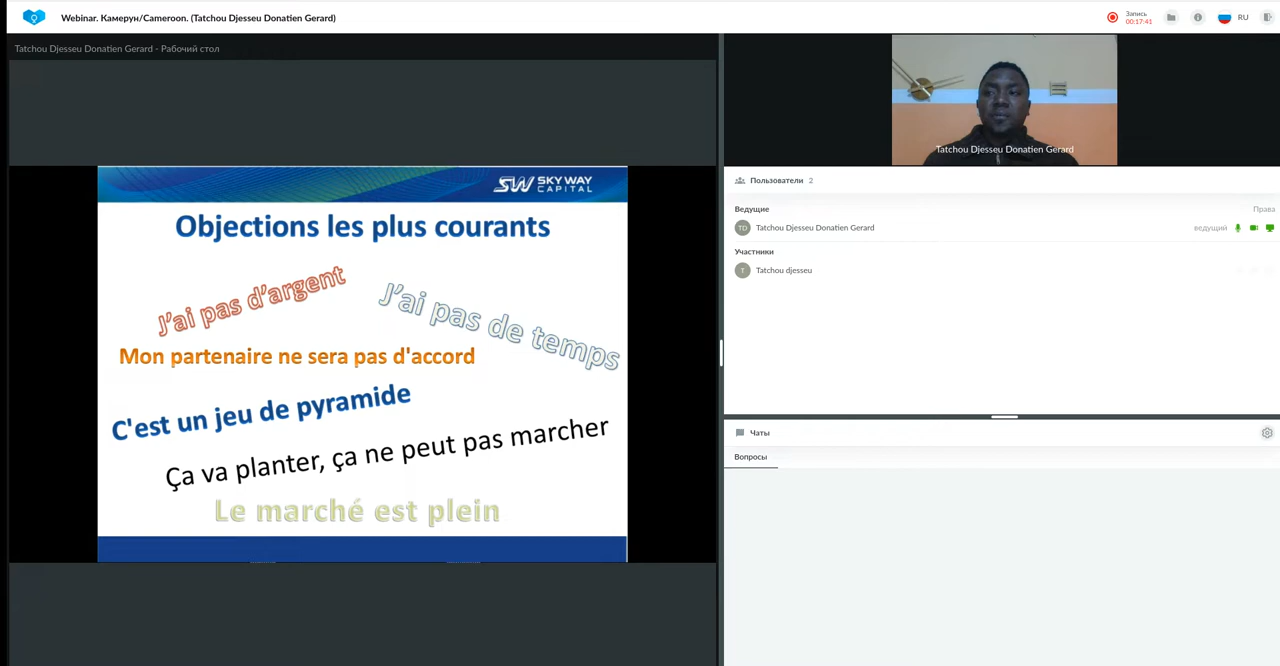 Webinar. Камерун/Cameroon. (Tatchou Djesseu Donatien Gerard)
Запись
00:17:41
RU
Tatchou Djesseu Donatien Gerard - Рабочий стол
Tatchou Djesseu Donatien Gerard
SW SKY WAY
CAPITAL
Objections les plus courants
J'ai pas d'argent
J'ai pas de temps
Mon partenaire ne sera pas d'accord
C'est un jeu de pyramide
Ça va planter, ça ne peut pas marcher
Le marché est plein
Пользователи 2
Ведущие
Права
TD
Tatchou Djesseu Donatien Gerard
ведущий
Участники
T
Tatchou djesseu
Чаты
Вопросы